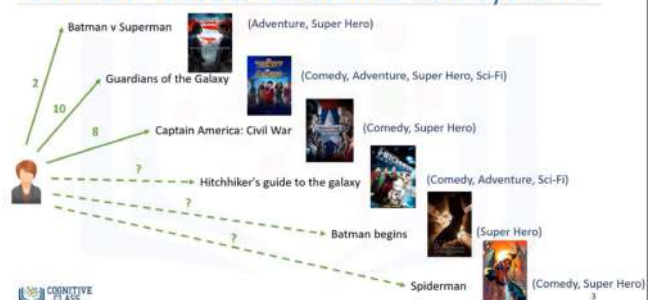 Batman v Superman (Adventure, Super Hero)
2
Guardians of the Galaxy (Comedy, Adventure, Super Hero, Sci-Fi)
10
8
Captain America: Civil War (Comedy, Super Hero)
?
Hitchhiker's guide to the galaxy (Comedy, Adventure, Sci-Fi)
?
Batman begins (Super Hero)
?
Spiderman (Comedy, Super Hero)
COGNITIVE
CLASS
3